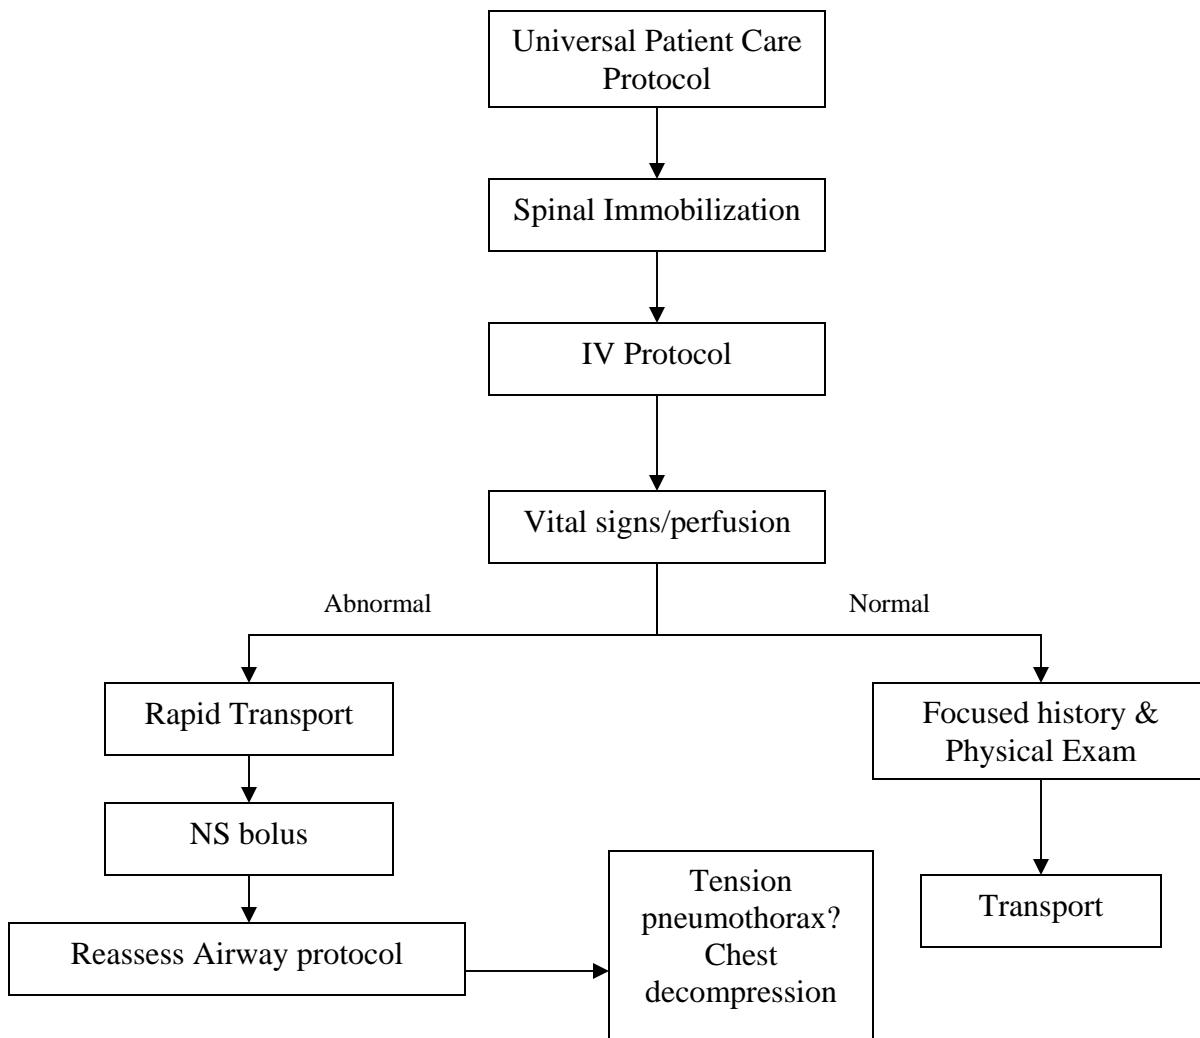 Universal Patient Care
Protocol
Spinal Immobilization
IV Protocol
Vital signs/perfusion
Abnormal
Normal
Rapid Transport
Focused history &
Physical Exam
NS bolus
Tension
pneumothorax?
Chest
decompression
Transport
Reassess Airway protocol